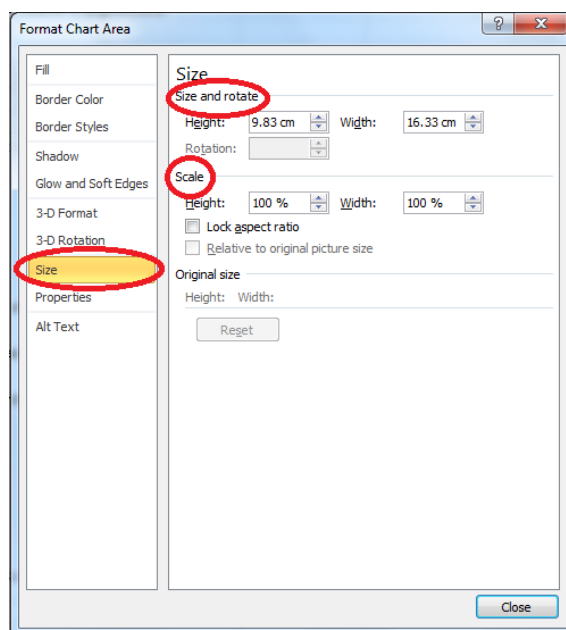 Format Chart Area
?
X
Fill
Border Color
Border Styles
Shadow
Glow and Soft Edges
3-D Format
3-D Rotation
Size
Properties
Alt Text
Size
Size and rotate
Height: 9.83 cm Width: 16.33 cm
Rotation:
Scale
Height: 100 % Width: 100 %
Lock aspect ratio
Relative to original picture size
Original size
Height: Width:
Reset
Close